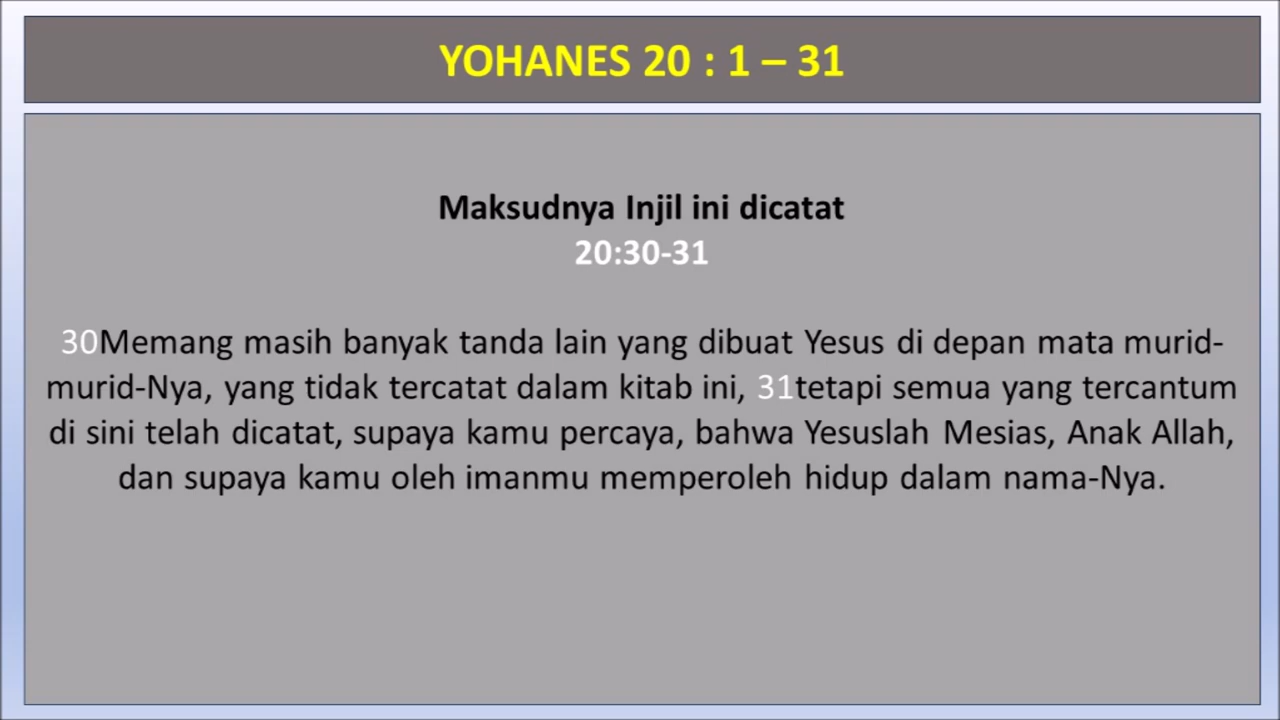 YOHANES 20 : 1 – 31
Maksudnya Injil ini dicatat
20:30-31
30Memang masih banyak tanda lain yang dibuat Yesus di depan mata murid-
murid-Nya, yang tidak tercatat dalam kitab ini, 31tetapi semua yang tercantum
di sini telah dicatat, supaya kamu percaya, bahwa Yesuslah Mesias, Anak Allah,
dan supaya kamu oleh imanmu memperoleh hidup dalam nama-Nya.